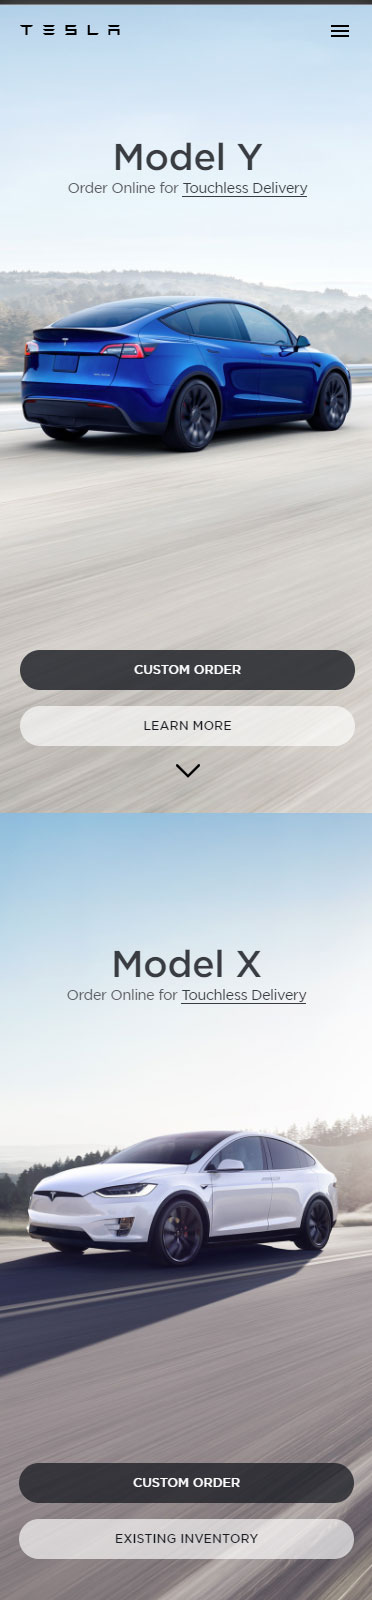 TESLA
Model Y
Order Online for Touchless Delivery
CUSTOM ORDER
LEARN MORE
Model X
Order Online for Touchless Delivery
CUSTOM ORDER
EXISTING INVENTORY